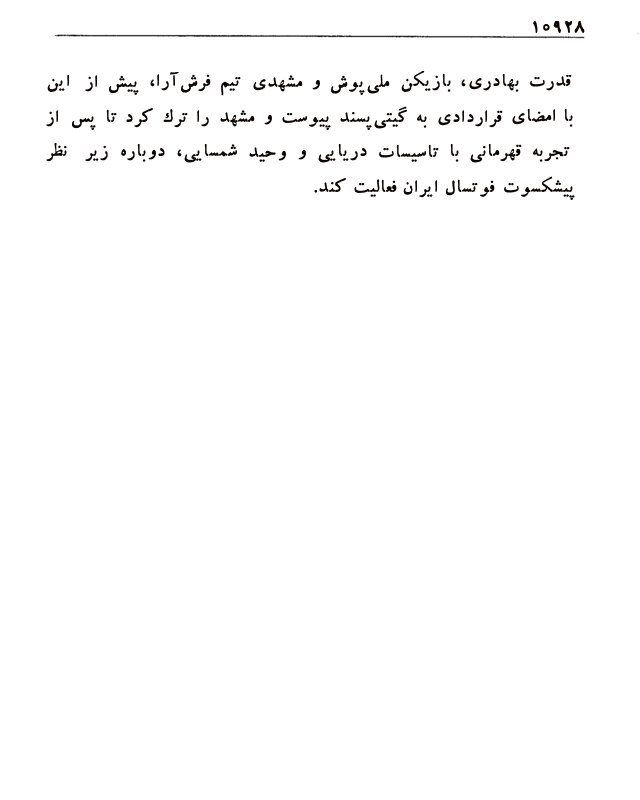 ۱۰۹۲۸
قدرت بهادری، بازیکن ملی‌پوش و مشهدی تیم فرش‌آرا، پیش از این
با امضای قراردادی به گیتی‌پسند پیوست و مشهد را ترك کرد تا پس از
تجربه قهرمانی با تاسیسات دریایی و وحید شمسایی، دوباره زیر نظر
پیشکسوت فوتسال ایران فعالیت کند.